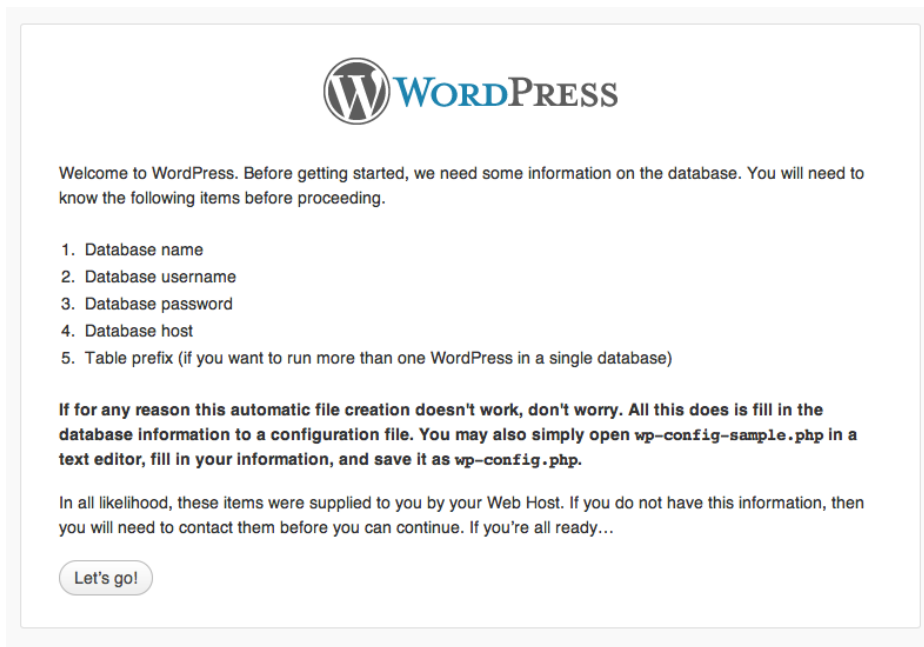 WORDPRESS
Welcome to WordPress. Before getting started, we need some information on the database. You will need to
know the following items before proceeding.
1. Database name
2. Database username
3. Database password
4. Database host
5. Table prefix (if you want to run more than one WordPress in a single database)
If for any reason this automatic file creation doesn't work, don't worry. All this does is fill in the
database information to a configuration file. You may also simply open wp-config-sample.php in a
text editor, fill in your information, and save it as wp-config.php.
In all likelihood, these items were supplied to you by your Web Host. If you do not have this information, then
you will need to contact them before you can continue. If you’re all ready…
Let’s go!